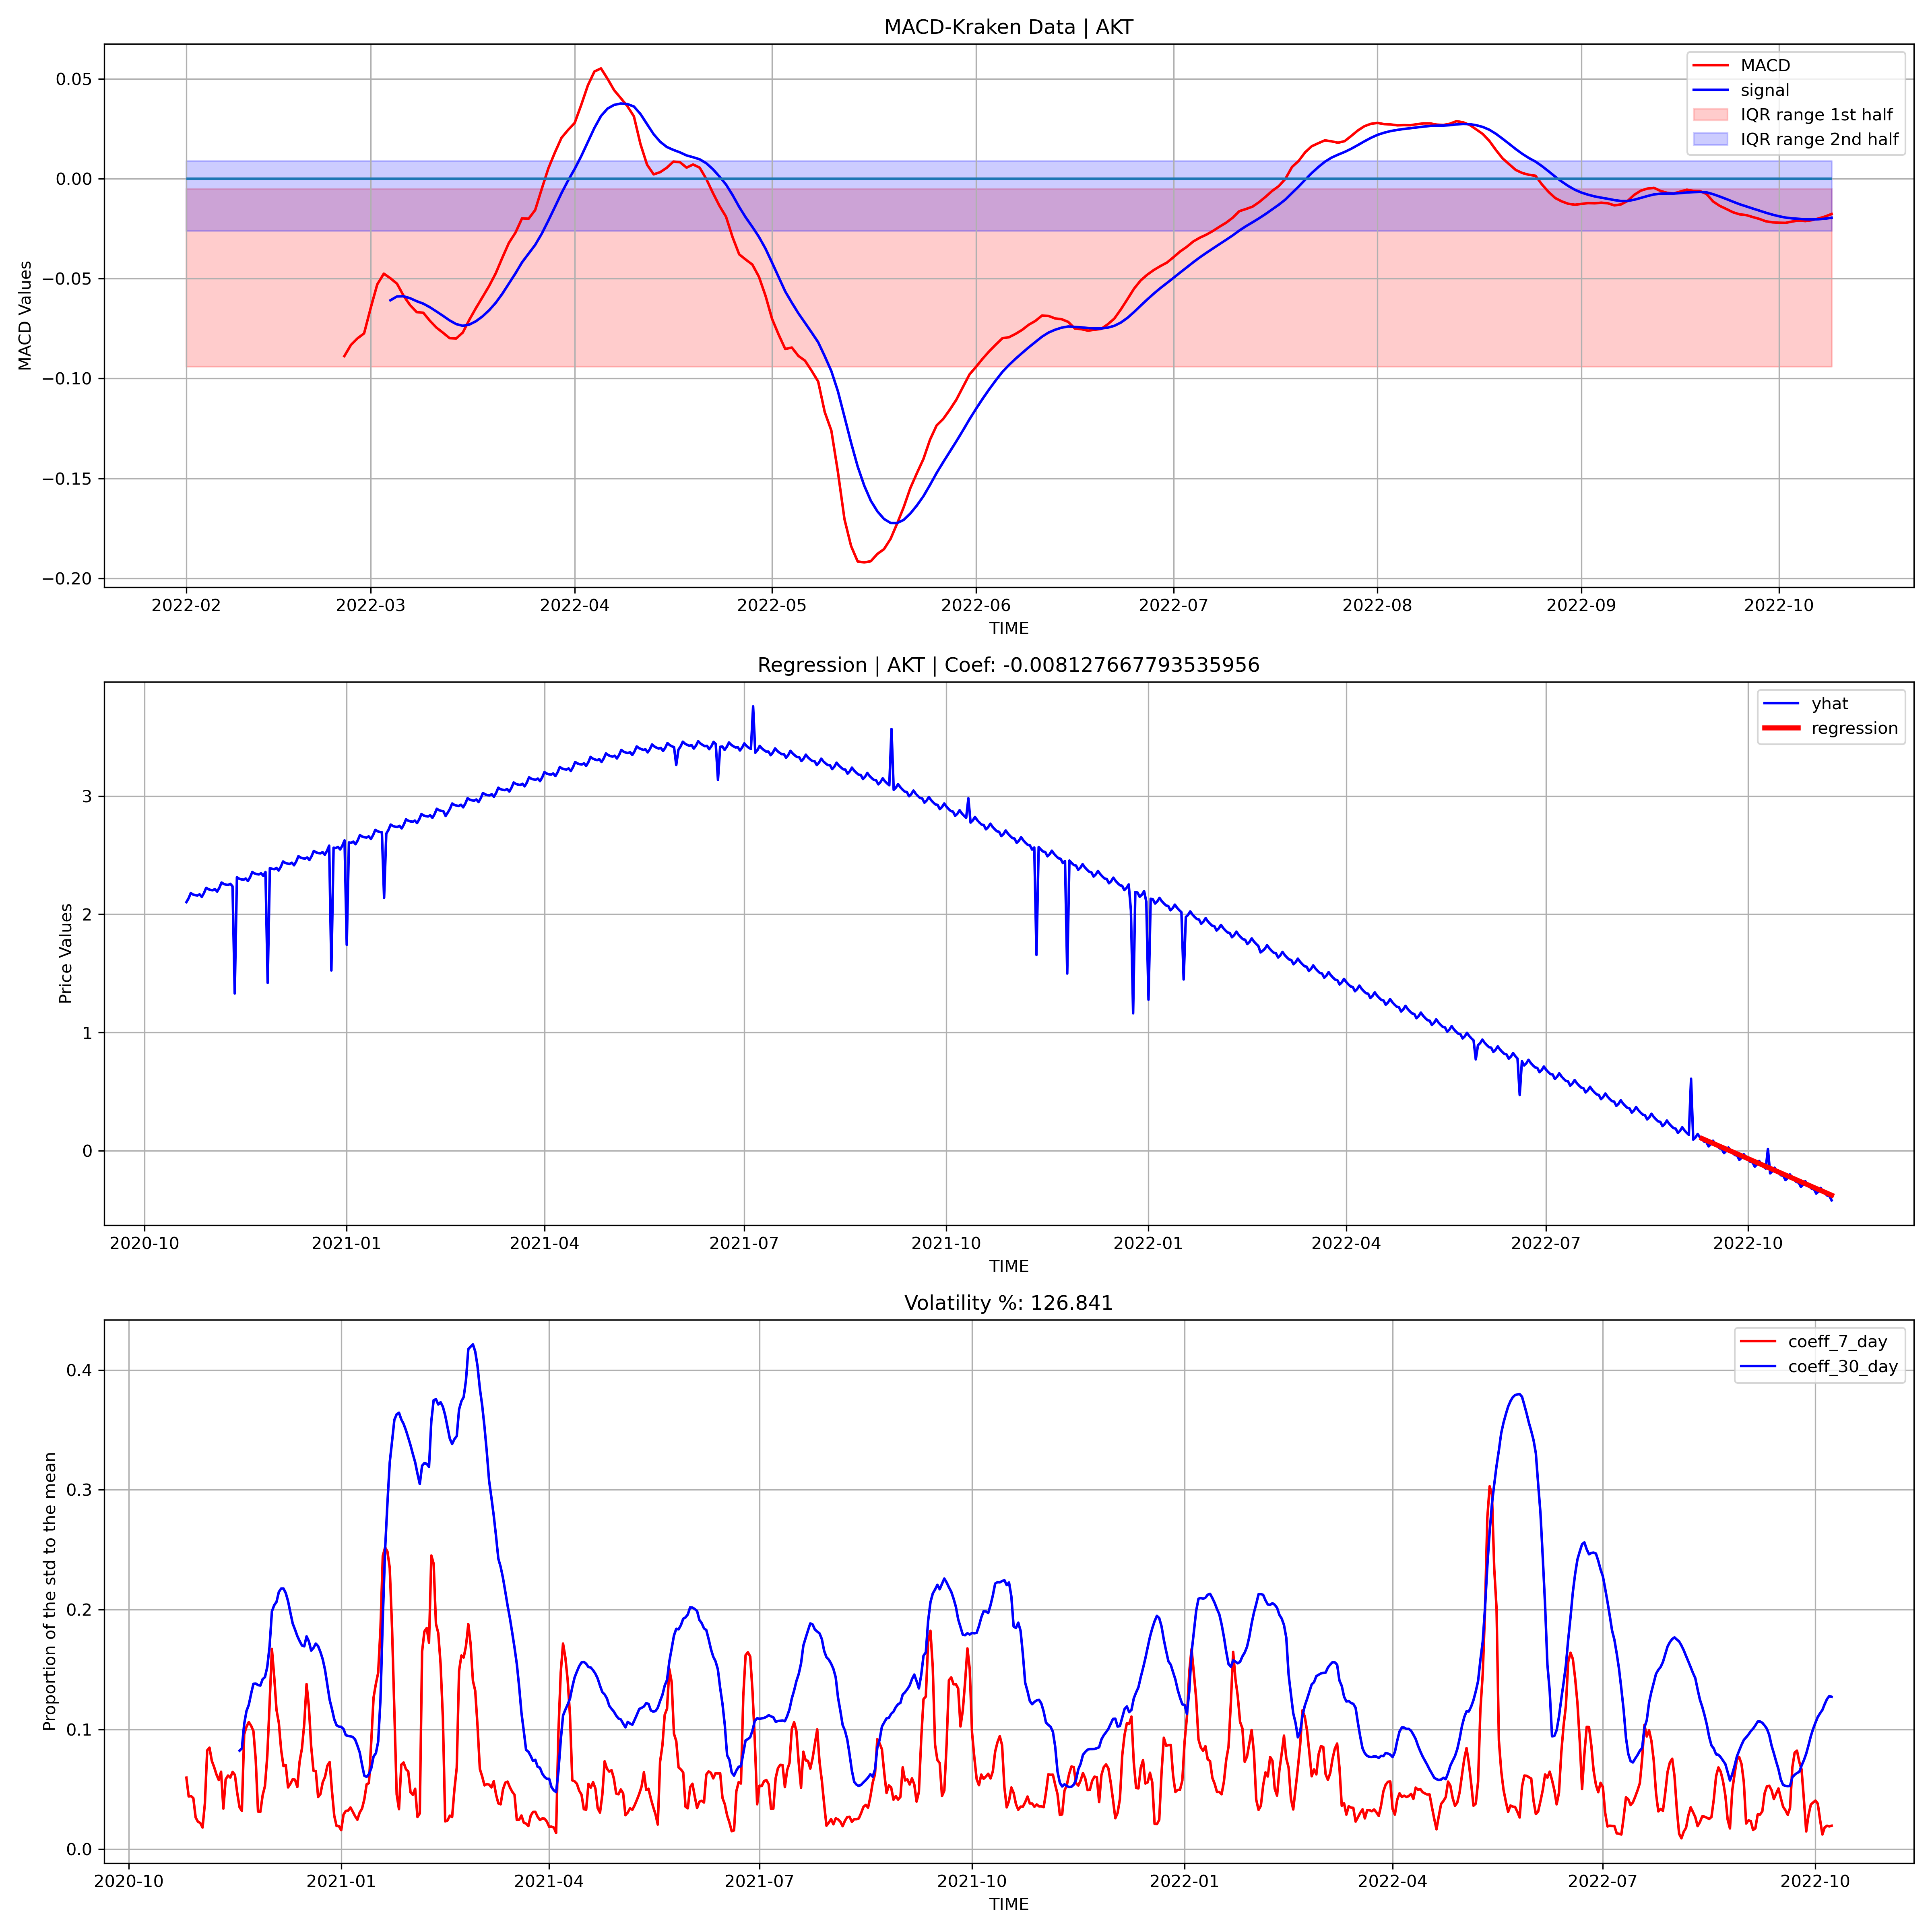 MACD-Kraken Data | AKT
MACD Values
0.05
0.00
−0.05
−0.10
−0.15
−0.20
MACD
signal
IQR range 1st half
IQR range 2nd half
2022-02 2022-03 2022-04 2022-05 2022-06 2022-07 2022-08 2022-09 2022-10
TIME
Regression | AKT | Coef: -0.008127667793535956
Price Values
3
2
1
0
yhat
regression
2020-10 2021-01 2021-04 2021-07 2021-10 2022-01 2022-04 2022-07 2022-10
TIME
Volatility %: 126.841
Proportion of the std to the mean
0.4
0.3
0.2
0.1
0.0
coeff_7_day
coeff_30_day
2020-10 2021-01 2021-04 2021-07 2021-10 2022-01 2022-04 2022-07 2022-10
TIME